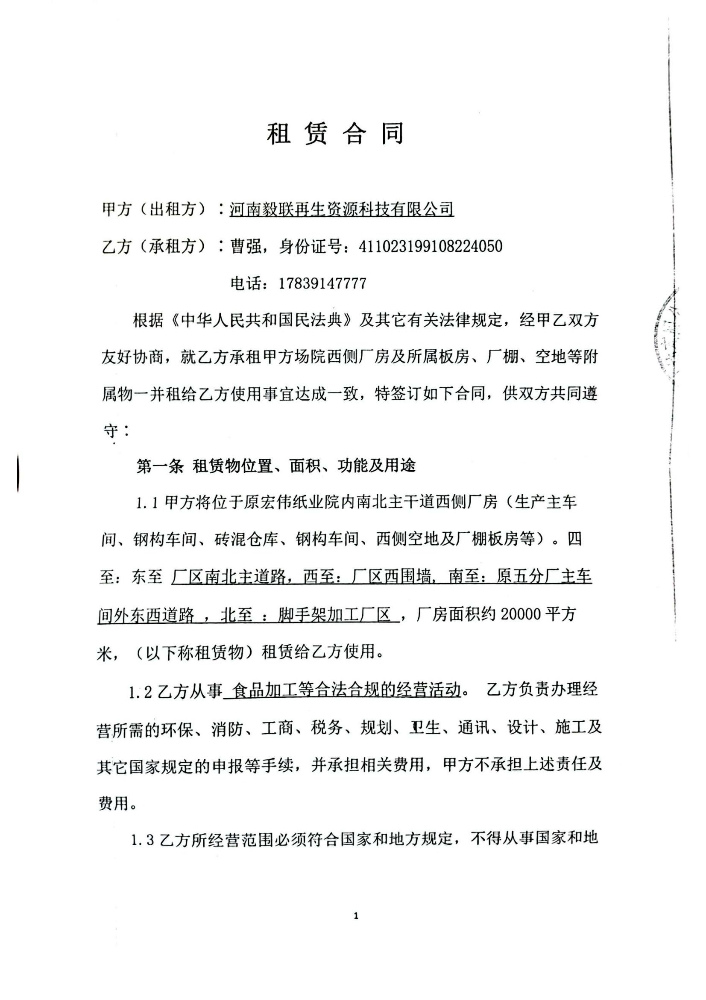 租赁合同
甲方（出租方）：河南毅联再生资源科技有限公司
乙方（承租方）：曹强，身份证号：411023199108224050
电话：17839147777
根据《中华人民共和国民法典》及其它有关法律规定，经甲乙双方
友好协商，就乙方承租甲方场院西侧厂房及所属板房、厂棚、空地等附
属物一并租给乙方使用事宜达成一致，特签订如下合同，供双方共同遵
守：
第一条 租赁物位置、面积、功能及用途
1.1 甲方将位于原宏伟纸业院内南北主干道西侧厂房（生产主车
间、钢构车间、砖混仓库、钢构车间、西侧空地及厂棚板房等）。四
至：东至 厂区南北主道路，西至：厂区西围墙，南至：原五分厂主车
间外东西道路 ，北至 ：脚手架加工厂区 ，厂房面积约 20000 平方
米，（以下称租赁物）租赁给乙方使用。
1.2 乙方从事 食品加工等合法合规的经营活动。 乙方负责办理经
营所需的环保、消防、工商、税务、规划、卫生、通讯、设计、施工及
其它国家规定的申报等手续，并承担相关费用，甲方不承担上述责任及
费用。
1.3 乙方所经营范围必须符合国家和地方规定，不得从事国家和地
1